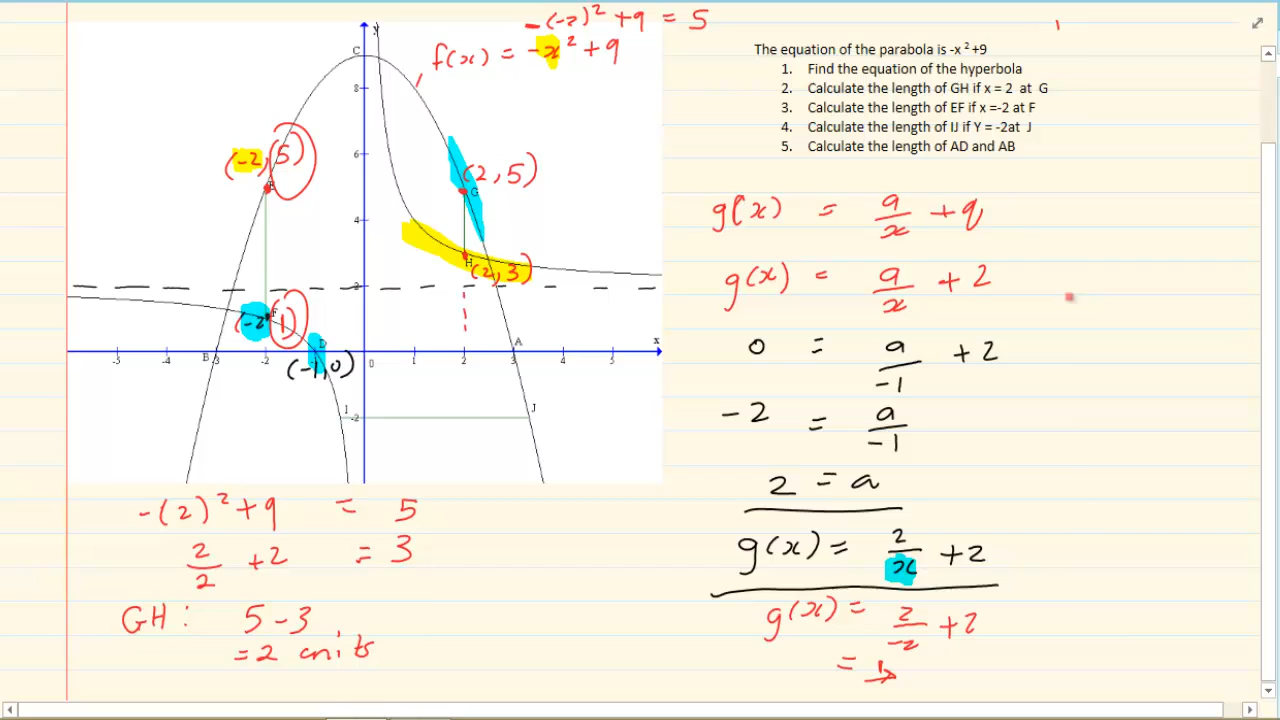 -(-2)² + 9 = 5
f(x) = -x² + 9
The equation of the parabola is -x ² +9
1. Find the equation of the hyperbola
2. Calculate the length of GH if x = 2 at G
3. Calculate the length of EF if x =-2 at F
4. Calculate the length of IJ if Y = -2at J
5. Calculate the length of AD and AB
y
C
8
6
(-2, 5)
(2, 5)
G
4
H
(2, 3)
2
(-2, 1)
F
D
A
x
B
-5 -4 -3 -2 -1 0 1 2 3 4 5
(-1, 0)
I
J
-2
g(x) = a/x + q
g(x) = a/x + 2
0 = a/-1 + 2
-2 = a/-1
2 = a
g(x) = 2/x + 2
g(x) = 2/-2 + 2
= 1
-(2)² + 9 = 5
2/2 + 2 = 3
GH: 5 - 3
= 2 units